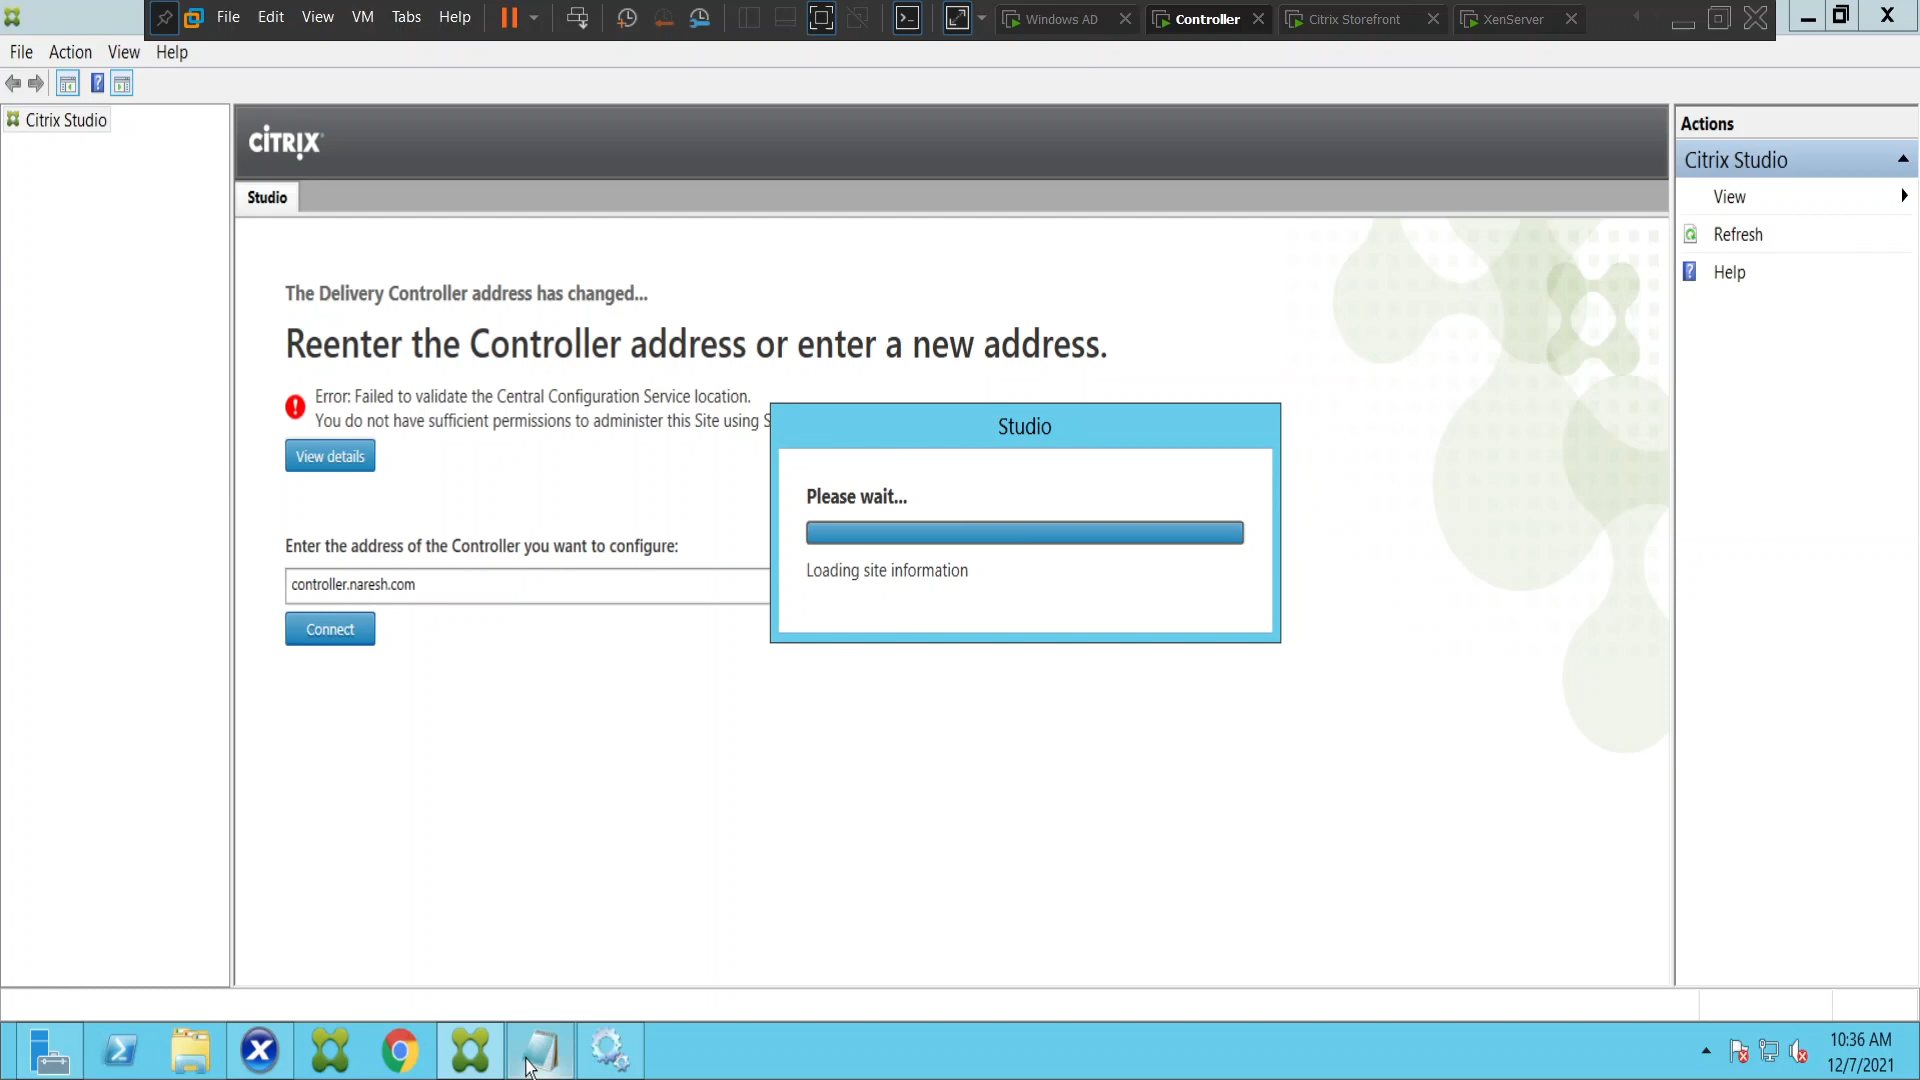 File Edit View VM Tabs Help
Windows AD
Controller
Citrix Storefront
XenServer
File Action View Help
Citrix Studio
CİTRIX
Studio
The Delivery Controller address has changed...
Reenter the Controller address or enter a new address.
Error: Failed to validate the Central Configuration Service location.
You do not have sufficient permissions to administer this Site using S
View details
Enter the address of the Controller you want to configure:
controller.naresh.com
Connect
Studio
Please wait...
Loading site information
Actions
Citrix Studio
View
Refresh
Help
10:36 AM
12/7/2021